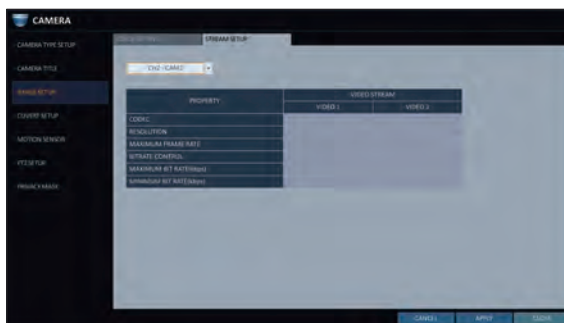 CAMERA
CAMERA TYPE SETUP
STREAM SETUP
CAMERA TITLE
IMAGE SETUP
PROPERTY
VIDEO STREAM
VIDEO 1
VIDEO 2
CODEC
COVERT SETUP
RESOLUTION
MAXIMUM FRAME RATE
MOTION SENSOR
BITRATE CONTROL
MAXIMUM BIT RATE(kbps)
PTZ SETUP
MINIMUM BIT RATE(kbps)
PRIVACY MASK
CANCEL
APPLY
CLOSE